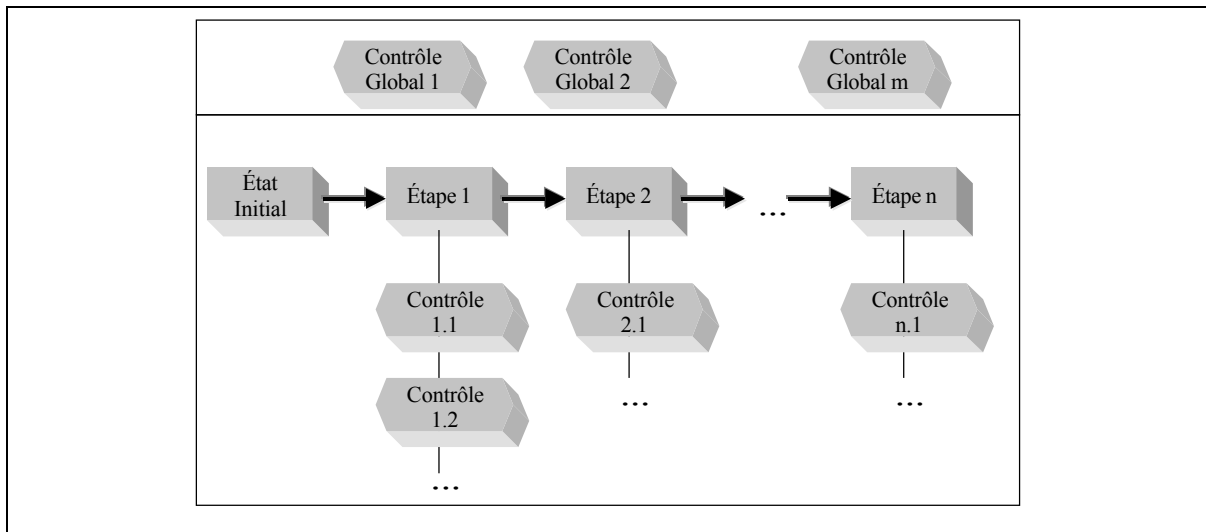 Contrôle
Global 1
Contrôle
Global 2
Contrôle
Global m
État
Initial
Étape 1
Étape 2
...
Étape n
Contrôle
1.1
Contrôle
2.1
Contrôle
n.1
Contrôle
1.2
...
...
...